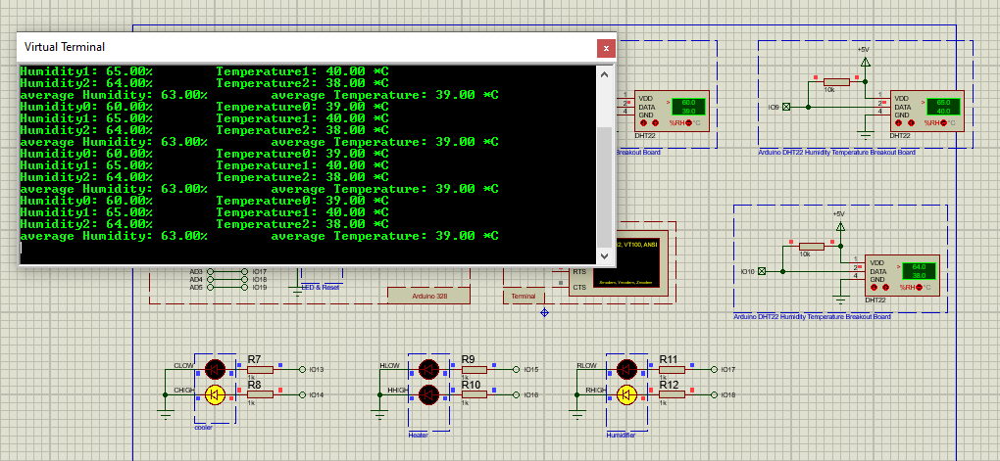 Virtual Terminal
x
Humidity1: 65.00% Temperature1: 40.00 *C
Humidity2: 64.00% Temperature2: 38.00 *C
average Humidity: 63.00% average Temperature: 39.00 *C
Humidity0: 60.00% Temperature0: 39.00 *C
Humidity1: 65.00% Temperature1: 40.00 *C
Humidity2: 64.00% Temperature2: 38.00 *C
average Humidity: 63.00% average Temperature: 39.00 *C
Humidity0: 60.00% Temperature0: 39.00 *C
Humidity1: 65.00% Temperature1: 40.00 *C
Humidity2: 64.00% Temperature2: 38.00 *C
average Humidity: 63.00% average Temperature: 39.00 *C
Humidity0: 60.00% Temperature0: 39.00 *C
Humidity1: 65.00% Temperature1: 40.00 *C
Humidity2: 64.00% Temperature2: 38.00 *C
average Humidity: 63.00% average Temperature: 39.00 *C
1
2
4
VDD
DATA
GND
>
60.0
39.0
%RH °C
DHT22
Breakout Board
+5V
10k
IO9
1
2
4
VDD
DATA
GND
>
65.0
40.0
%RH °C
DHT22
Arduino DHT22 Humidity Temperature Breakout Board
+5V
10k
IO10
1
2
4
VDD
DATA
GND
>
64.0
38.0
%RH °C
DHT22
Arduino DHT22 Humidity Temperature Breakout Board
AD3 IO17
AD4 IO18
AD5 IO19
LED & Reset
Arduino 328
Terminal
RTS
CTS
VT100, ANSI
Xmodem, Ymodem, Zmodem
CLOW R7 1k IO13
CHIGH R8 1k IO14
cooler
HLOW R9 1k IO15
HHIGH R10 1k IO16
Heater
RLOW R11 1k IO17
RHIGH R12 1k IO18
Humidifier